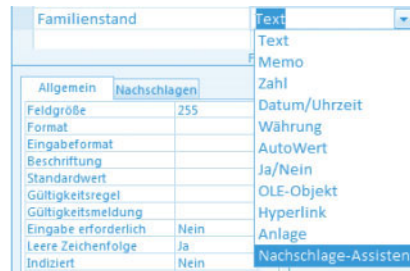 Familienstand Text
Text
Memo
Zahl
Datum/Uhrzeit
Währung
AutoWert
Ja/Nein
OLE-Objekt
Hyperlink
Anlage
Nachschlage-Assisten
F
Allgemein Nachschlagen
Feldgröße 255
Format
Eingabeformat
Beschriftung
Standardwert
Gültigkeitsregel
Gültigkeitsmeldung
Eingabe erforderlich Nein
Leere Zeichenfolge Ja
Indiziert Nein